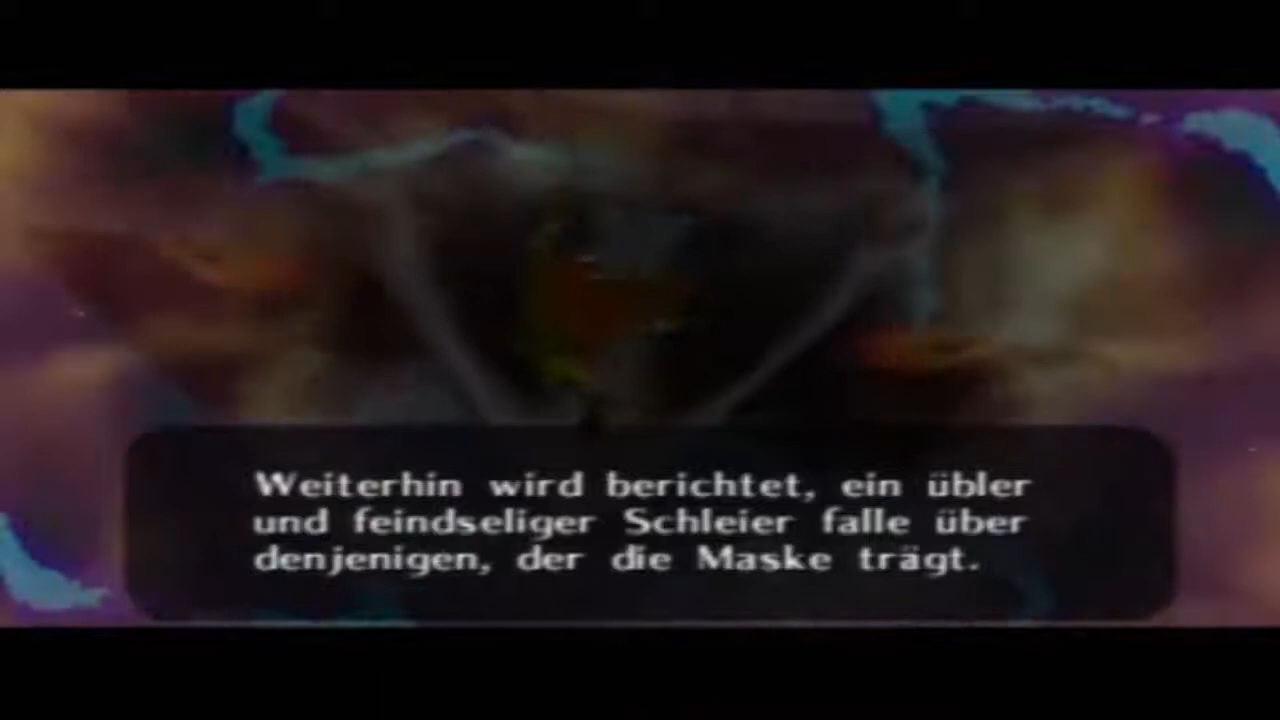 Weiterhin wird berichtet, ein übler
und feindseliger Schleier falle über
denjenigen, der die Maske trägt.